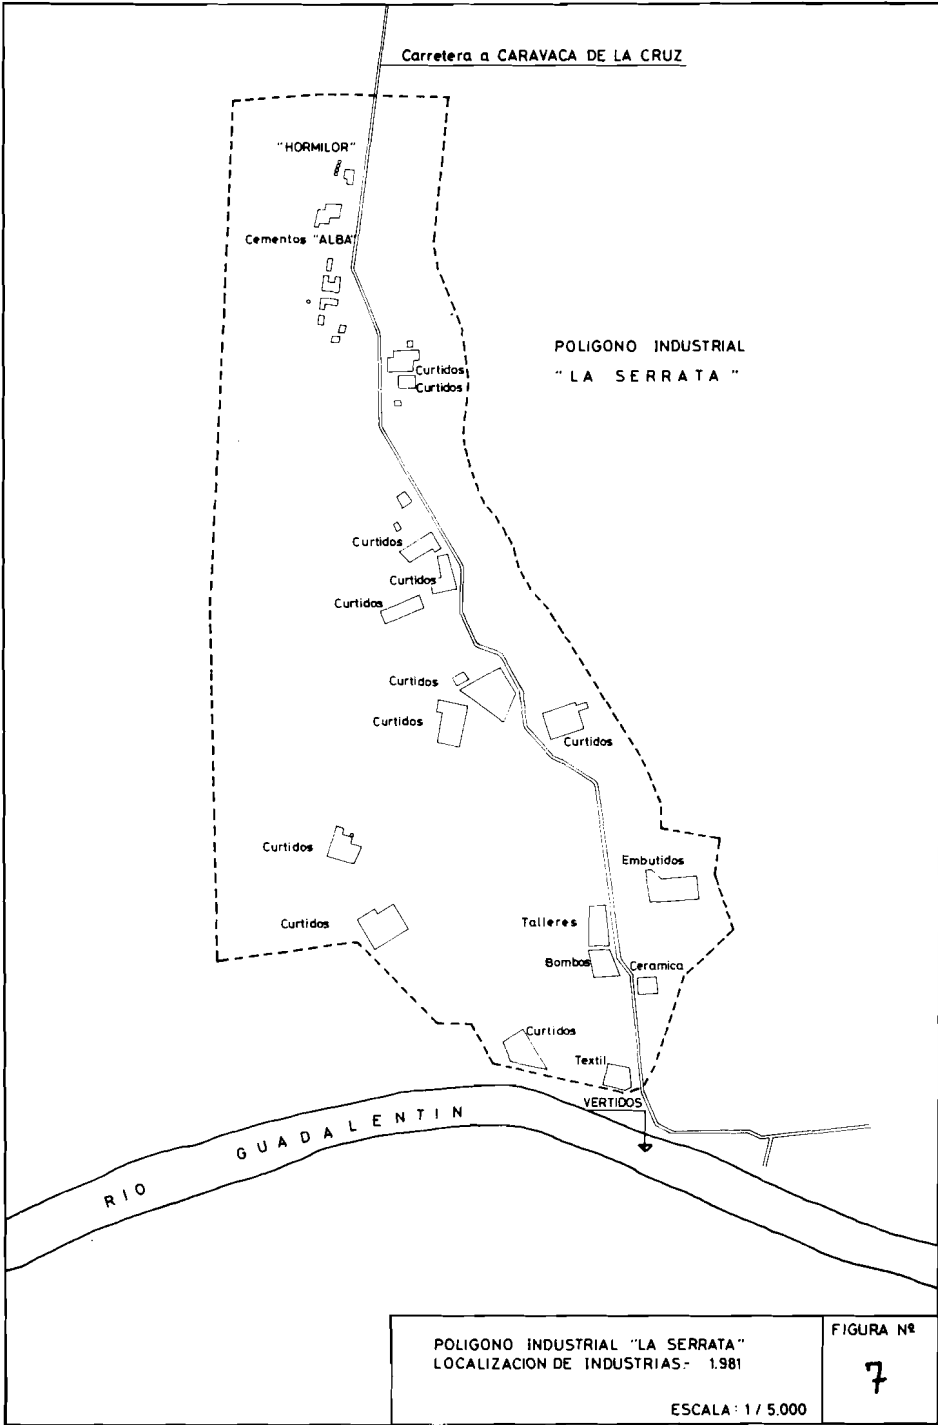 Carretera a CARAVACA DE LA CRUZ
"HORMILOR"
Cementos "ALBA"
POLIGONO INDUSTRIAL
"LA SERRATA"
Curtidos
Curtidos
Curtidos
Curtidos
Curtidos
Curtidos
Curtidos
Curtidos
Curtidos
Embutidos
Curtidos
Talleres
Bombos
Ceramica
Curtidos
Textil
VERTIDOS
RIO GUADALENTIN
POLIGONO INDUSTRIAL "LA SERRATA"
LOCALIZACION DE INDUSTRIAS.- 1.981
ESCALA: 1 / 5.000
FIGURA Nº
7